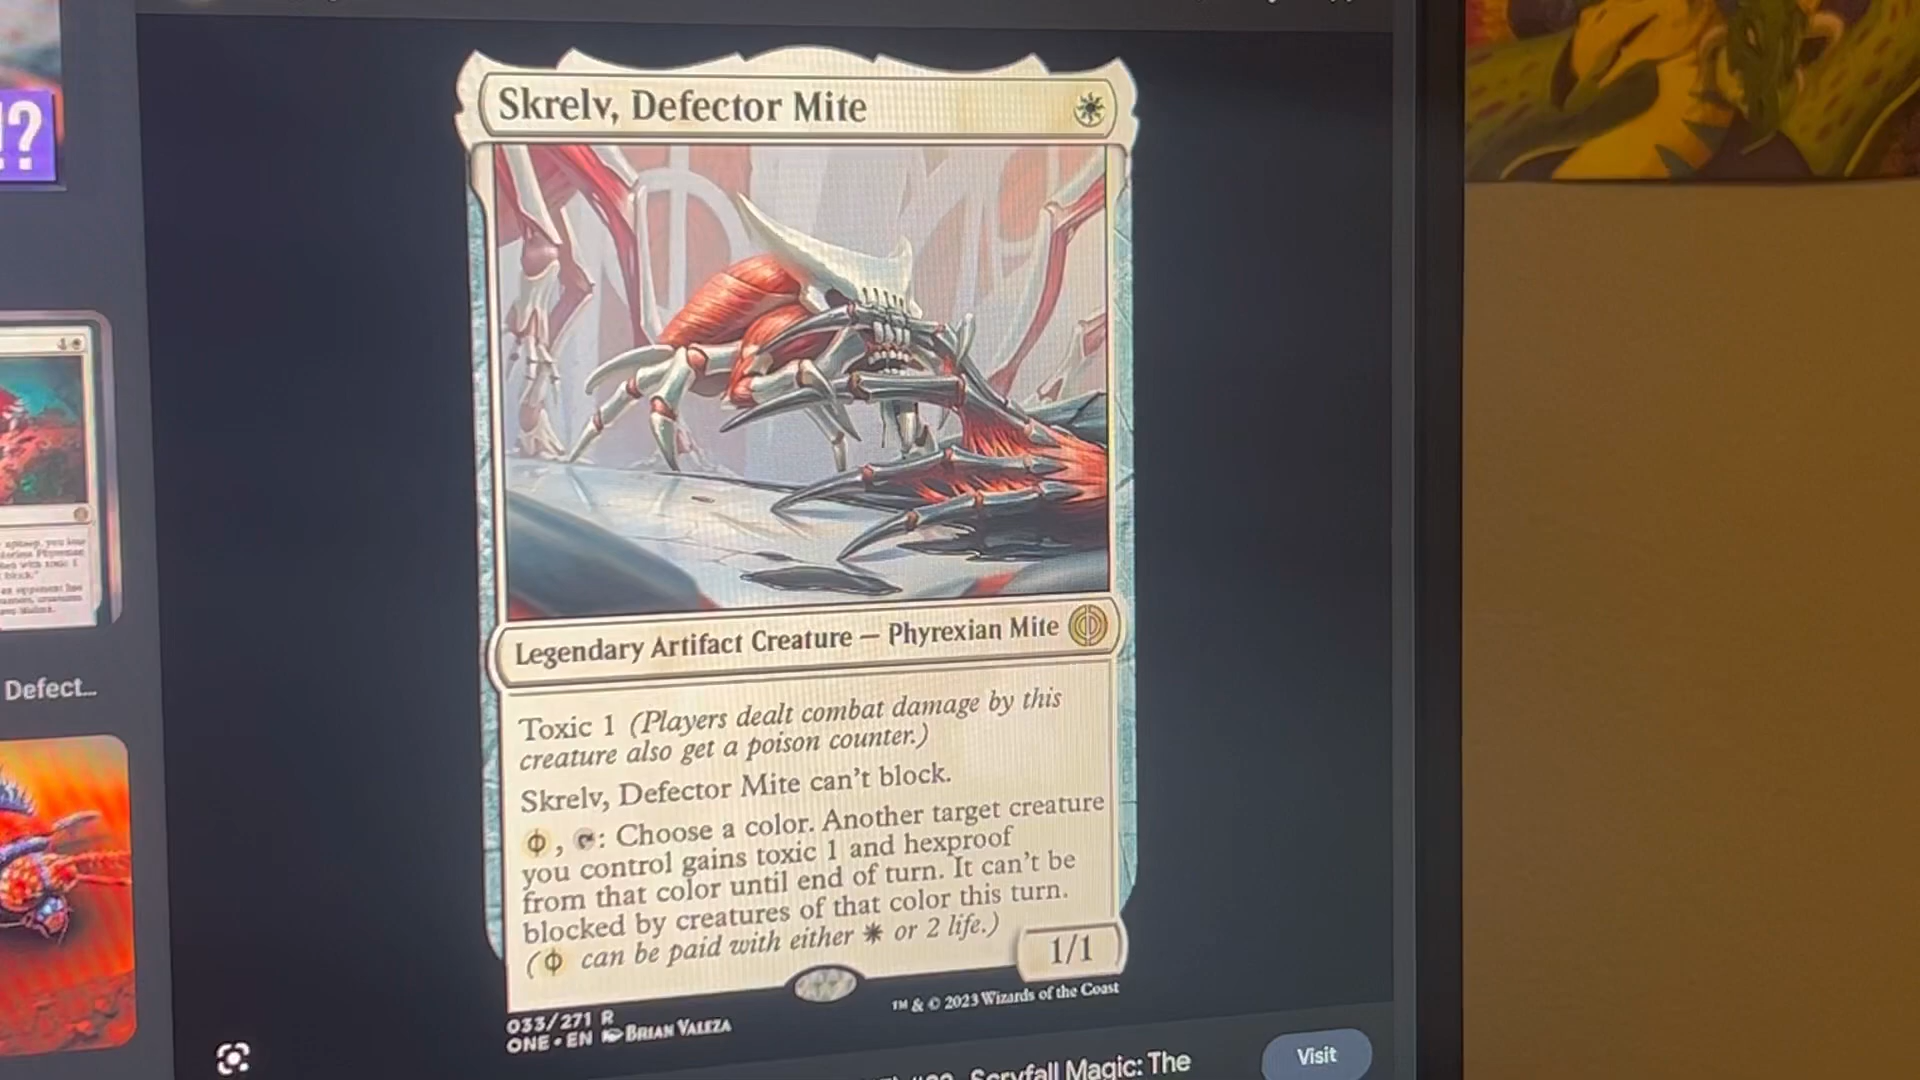 !?
Skrelv, Defector Mite
4
Defect...
Legendary Artifact Creature — Phyrexian Mite
Toxic 1 (Players dealt combat damage by this
creature also get a poison counter.)
Skrelv, Defector Mite can't block.
, : Choose a color. Another target creature
you control gains toxic 1 and hexproof
from that color until end of turn. It can't be
blocked by creatures of that color this turn.
( can be paid with either or 2 life.)
1/1
033/271 R
ONE • EN BRIAN VALEZA
™ & © 2023 Wizards of the Coast
Scryfall Magic: The
Visit